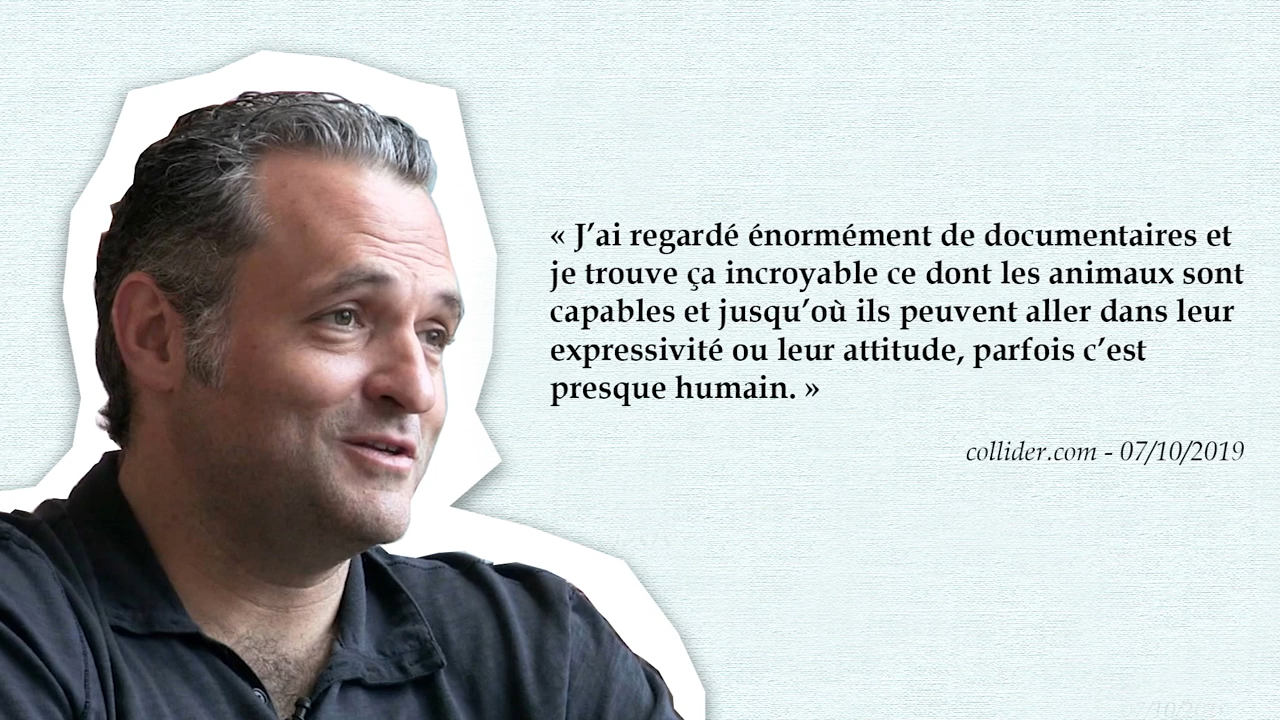 « J’ai regardé énormément de documentaires et
je trouve ça incroyable ce dont les animaux sont
capables et jusqu’où ils peuvent aller dans leur
expressivité ou leur attitude, parfois c’est
presque humain. »
collider.com - 07/10/2019